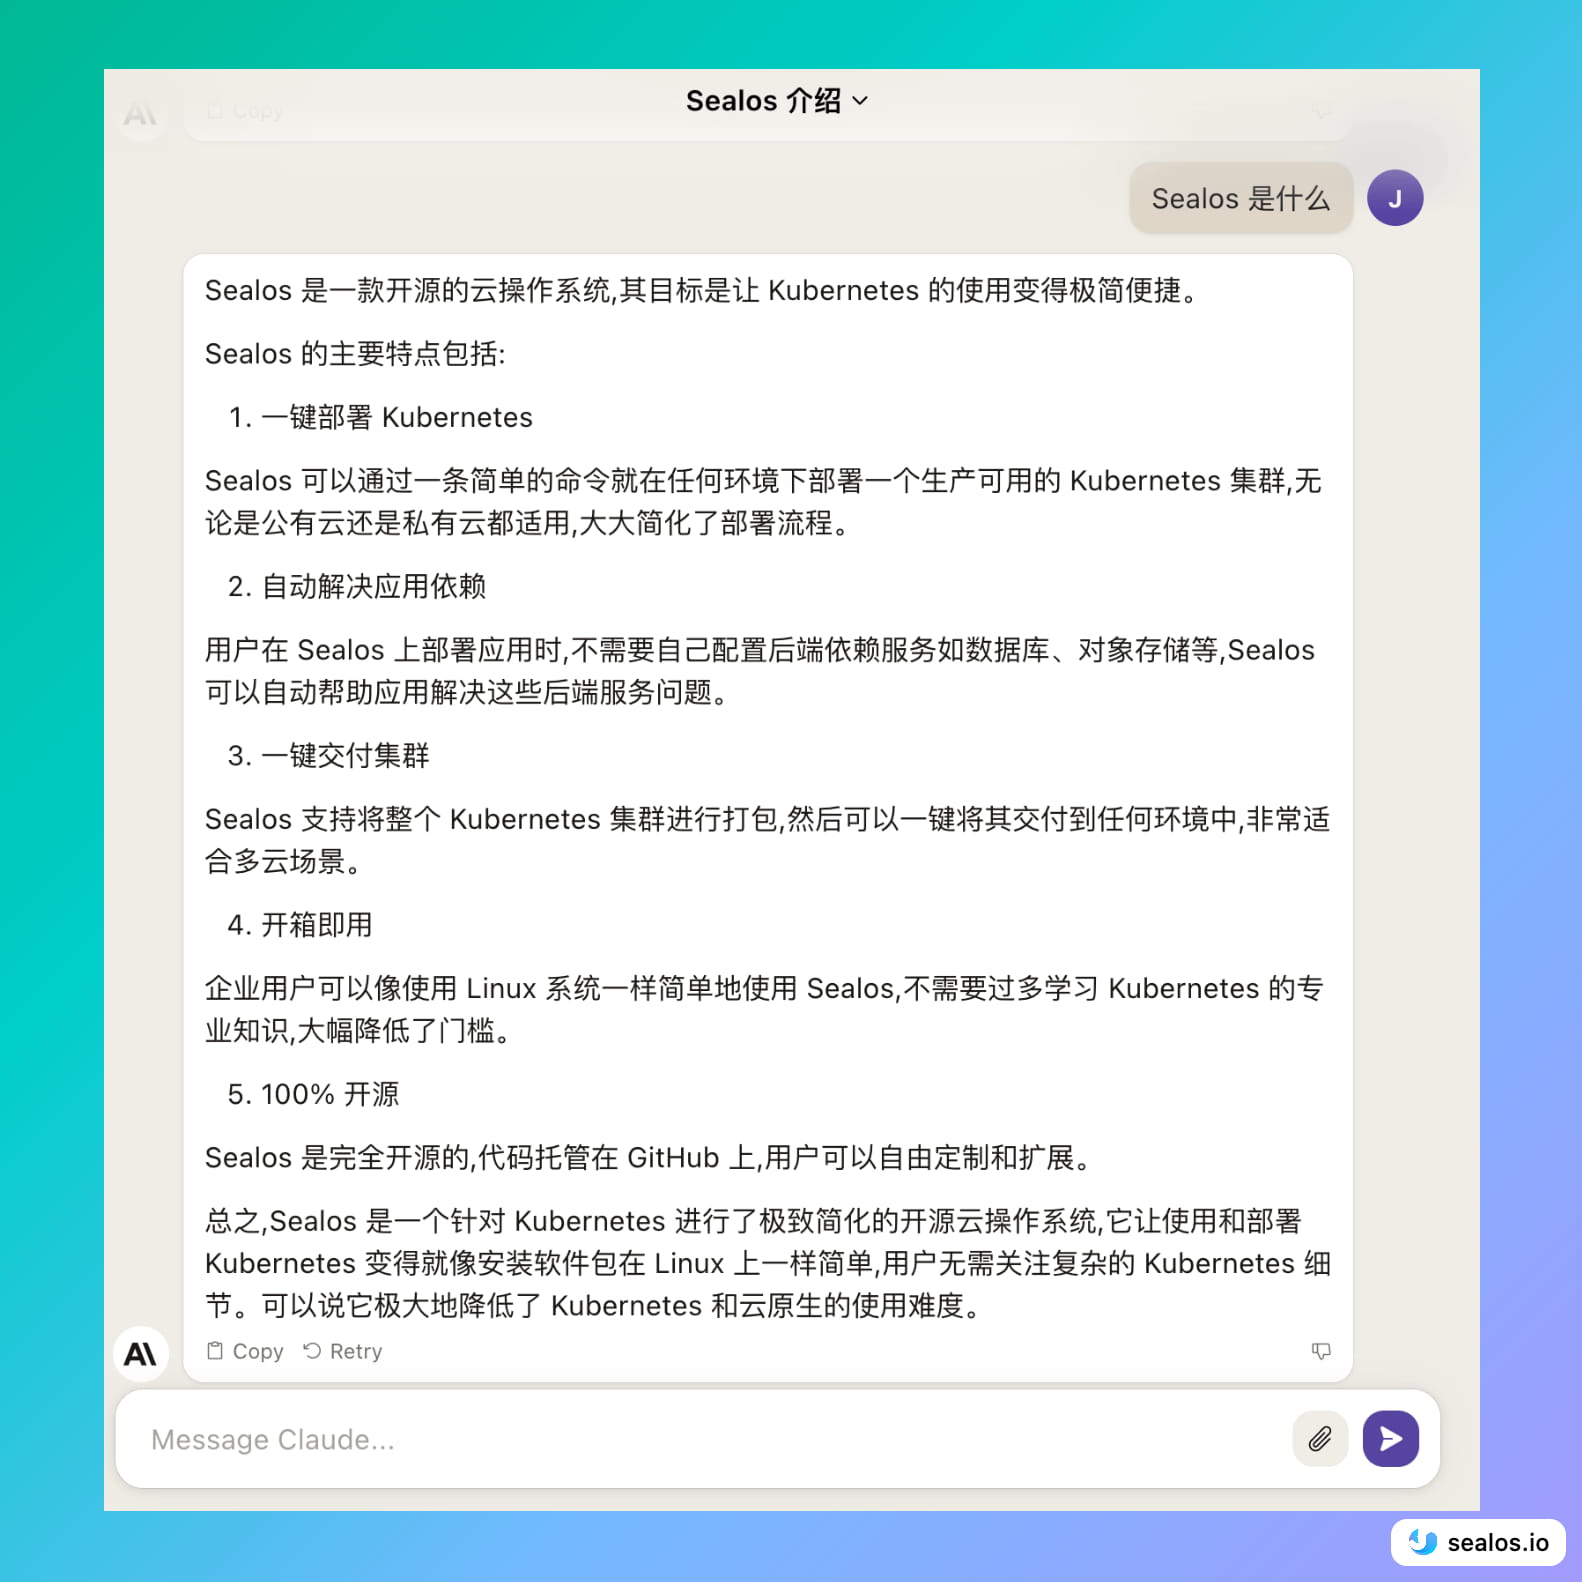 Sealos 介绍
Copy
Sealos 是什么
J
Sealos 是一款开源的云操作系统,其目标是让 Kubernetes 的使用变得极简便捷。
Sealos 的主要特点包括:
1. 一键部署 Kubernetes
Sealos 可以通过一条简单的命令就在任何环境下部署一个生产可用的 Kubernetes 集群,无
论是公有云还是私有云都适用,大大简化了部署流程。
2. 自动解决应用依赖
用户在 Sealos 上部署应用时,不需要自己配置后端依赖服务如数据库、对象存储等,Sealos
可以自动帮助应用解决这些后端服务问题。
3. 一键交付集群
Sealos 支持将整个 Kubernetes 集群进行打包,然后可以一键将其交付到任何环境中,非常适
合多云场景。
4. 开箱即用
企业用户可以像使用 Linux 系统一样简单地使用 Sealos,不需要过多学习 Kubernetes 的专
业知识,大幅降低了门槛。
5. 100% 开源
Sealos 是完全开源的,代码托管在 GitHub 上,用户可以自由定制和扩展。
总之,Sealos 是一个针对 Kubernetes 进行了极致简化的开源云操作系统,它让使用和部署
Kubernetes 变得就像安装软件包在 Linux 上一样简单,用户无需关注复杂的 Kubernetes 细
节。可以说它极大地降低了 Kubernetes 和云原生的使用难度。
Copy Retry
Message Claude...
sealos.io